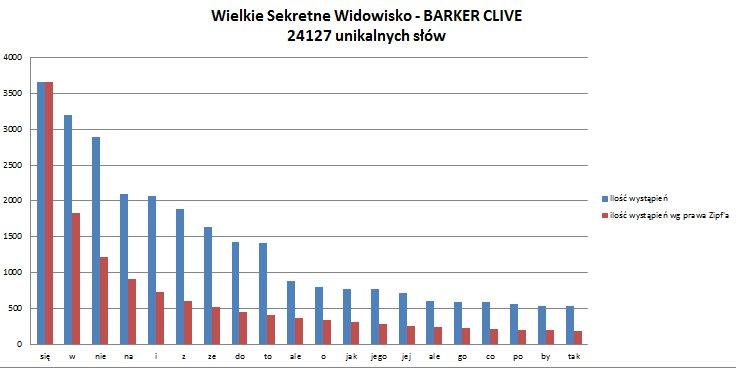 Wielkie Sekretne Widowisko - BARKER CLIVE
24127 unikalnych słów
4000
3500
3000
2500
2000
1500
1000
500
0
się w nie na i z ze do to ale o jak jego jej ale go co po by tak
Ilość wystąpień
ilość wystąpień wg prawa Zipf'a